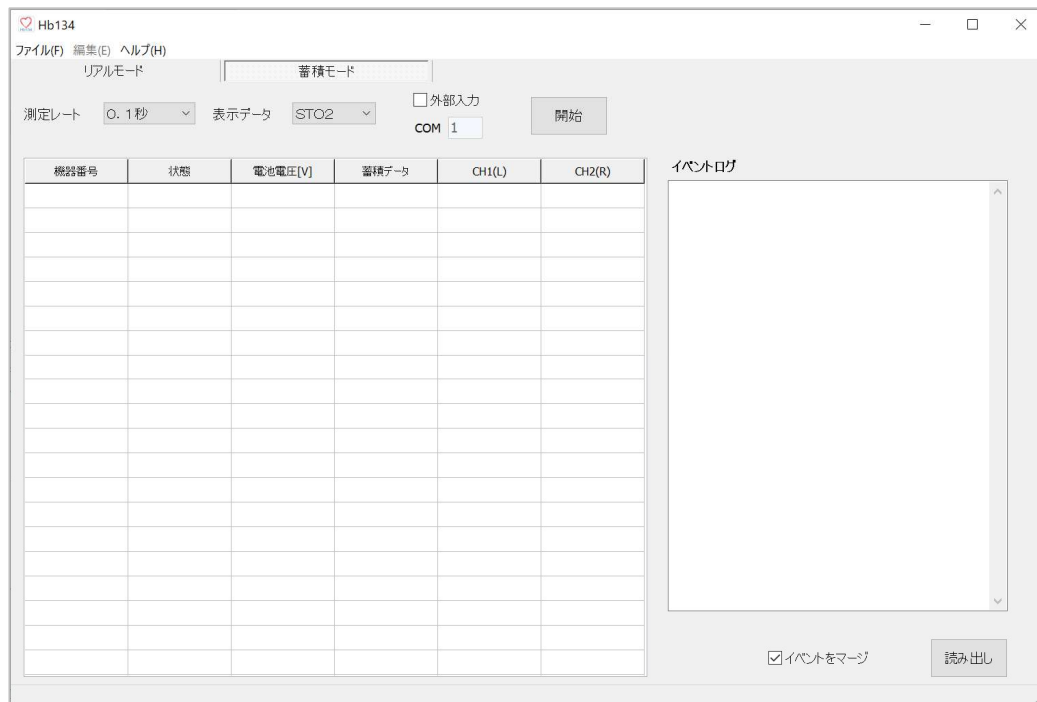 Hb134
ファイル(F) 編集(E) ヘルプ(H)
リアルモード 蓄積モード
測定レート 0.1秒 表示データ STO2 外部入力 開始
COM 1
機器番号 状態 電池電圧[V] 蓄積データ CH1(L) CH2(R)
イベントログ
イベントをマージ 読み出し